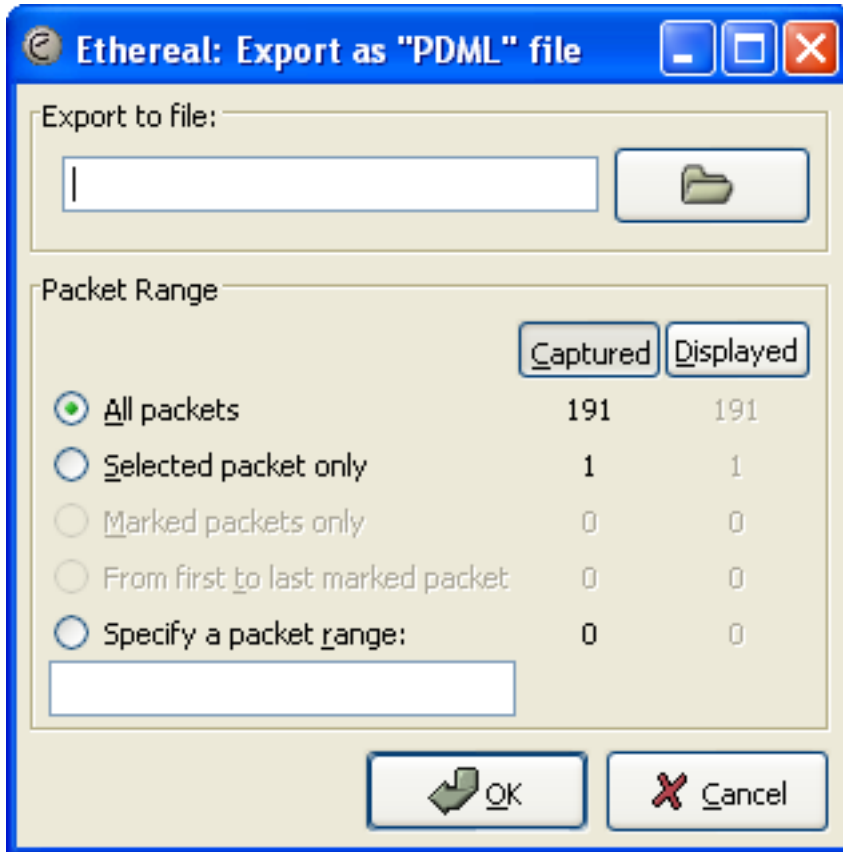 Ethereal: Export as "PDML" file
Export to file:
Packet Range
Captured Displayed
All packets 191 191
Selected packet only 1 1
Marked packets only 0 0
From first to last marked packet 0 0
Specify a packet range: 0 0
OK Cancel